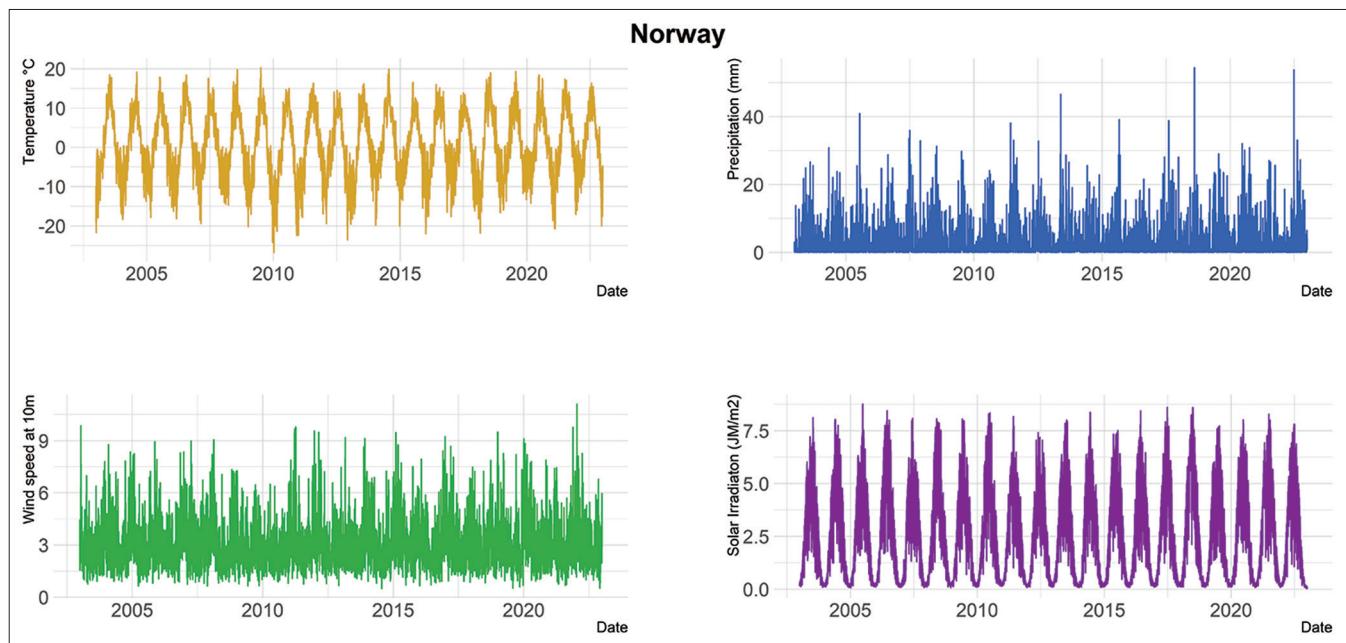 Norway
Temperature °C
20
10
0
-10
-20
2005 2010 2015 2020
Date
Precipitation (mm)
40
20
0
2005 2010 2015 2020
Date
Wind speed at 10m
9
6
3
0
2005 2010 2015 2020
Date
Solar Irradiaton (JM/m2)
7.5
5.0
2.5
0.0
2005 2010 2015 2020
Date